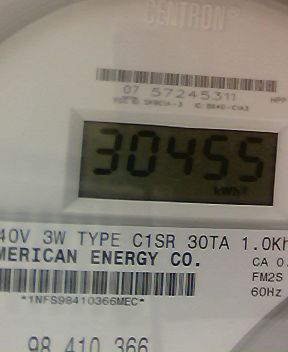 CENTRON®
07 57245311
30455
kWh
40V 3W TYPE C1SR 30TA 1.0Kh
MERICAN ENERGY CO.
CA 0.
FM2S
60Hz
*1NFS98410366MEC*
98 410 366